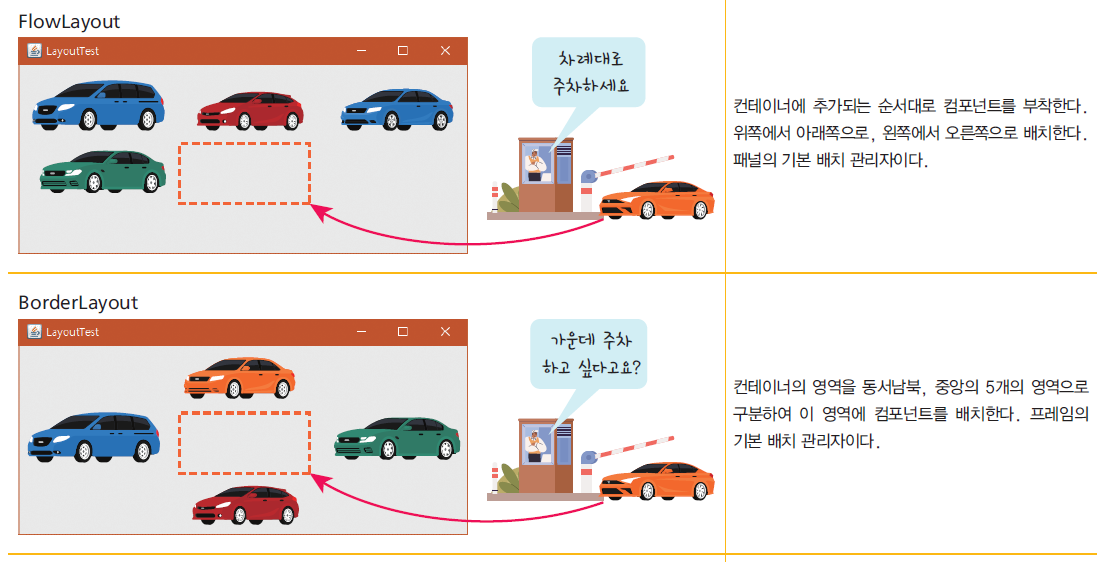 FlowLayout
LayoutTest
차례대로
주차하세요
컨테이너에 추가되는 순서대로 컴포넌트를 부착한다.
위쪽에서 아래쪽으로, 왼쪽에서 오른쪽으로 배치한다.
패널의 기본 배치 관리자이다.
BorderLayout
LayoutTest
가운데 주차
하고 싶다고요?
컨테이너의 영역을 동서남북, 중앙의 5개의 영역으로
구분하여 이 영역에 컴포넌트를 배치한다. 프레임의
기본 배치 관리자이다.